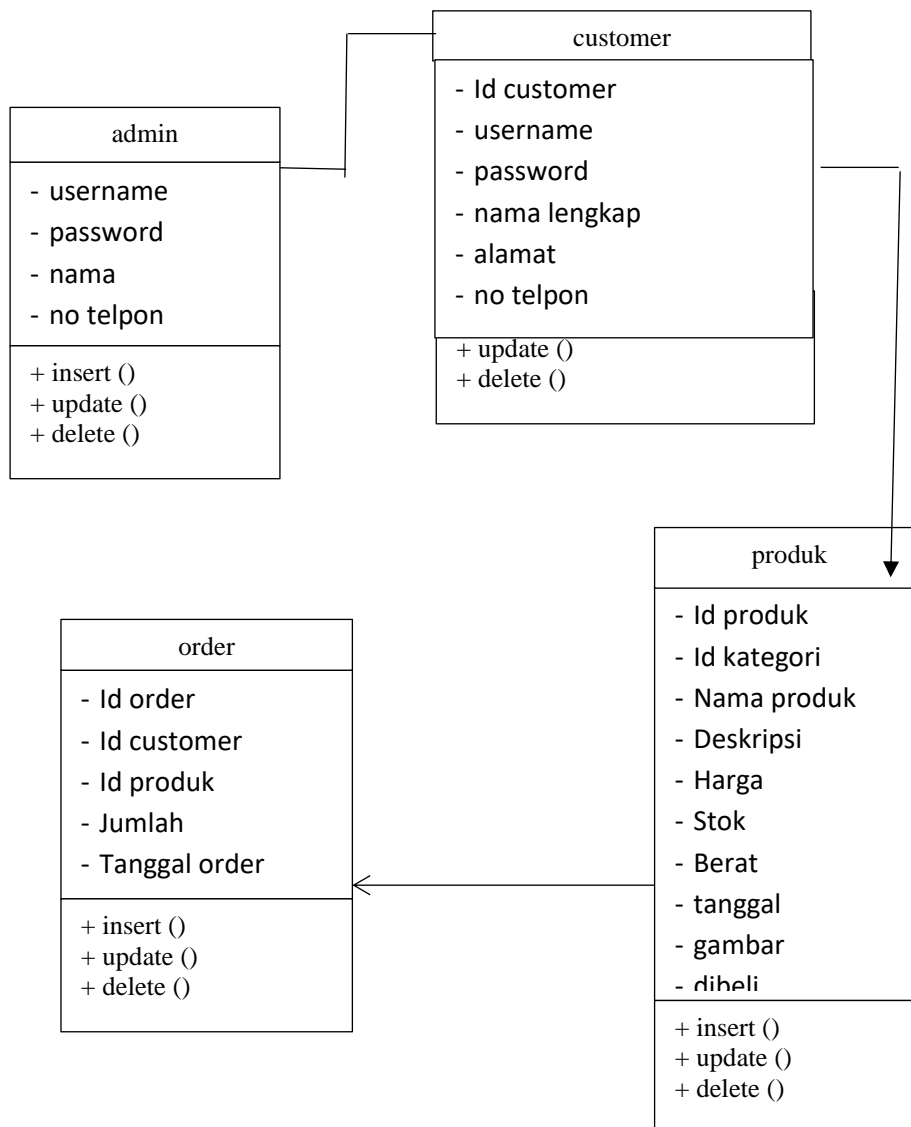 customer
- Id customer
- username
- password
- nama lengkap
- alamat
- no telpon
+ update ()
+ delete ()
admin
- username
- password
- nama
- no telpon
+ insert ()
+ update ()
+ delete ()
produk
- Id produk
- Id kategori
- Nama produk
- Deskripsi
- Harga
- Stok
- Berat
- tanggal
- gambar
- dibeli
+ insert ()
+ update ()
+ delete ()
order
- Id order
- Id customer
- Id produk
- Jumlah
- Tanggal order
+ insert ()
+ update ()
+ delete ()